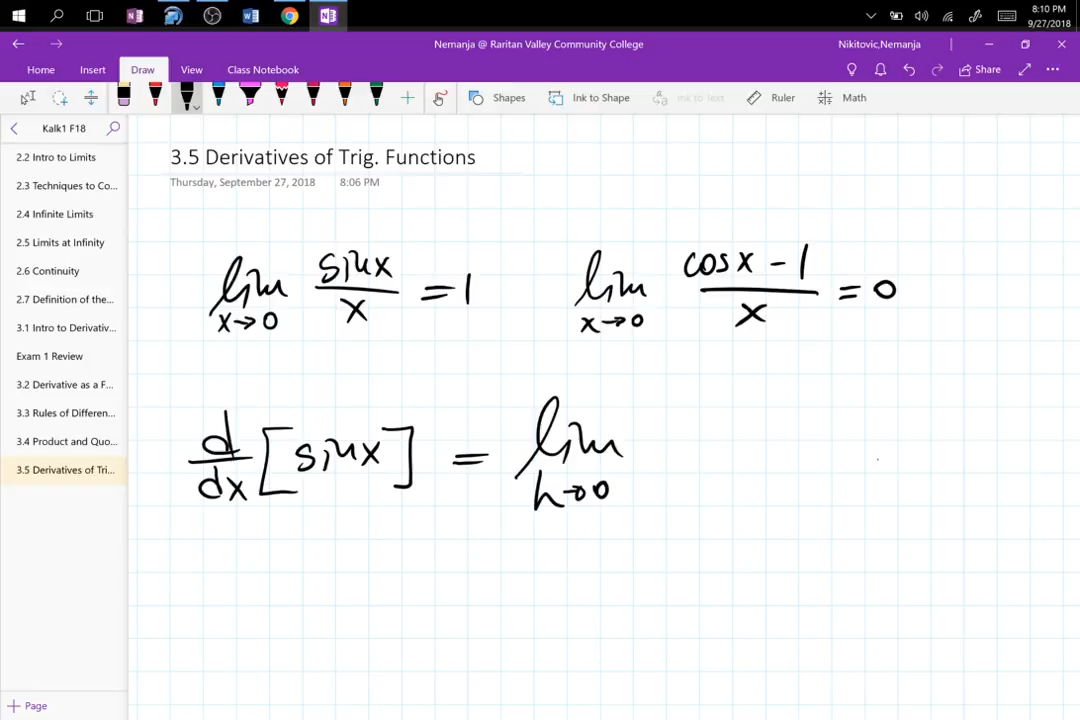 8:10 PM
9/27/2018
Nemanja @ Raritan Valley Community College
Nikitovic,Nemanja
Home Insert Draw View Class Notebook Share
Shapes Ink to Shape Ink to Text Ruler Math
Kalk1 F18
2.2 Intro to Limits
2.3 Techniques to Co...
2.4 Infinite Limits
2.5 Limits at Infinity
2.6 Continuity
2.7 Definition of the...
3.1 Intro to Derivativ...
Exam 1 Review
3.2 Derivative as a F...
3.3 Rules of Differen...
3.4 Product and Quo...
3.5 Derivatives of Tri...
+ Page
3.5 Derivatives of Trig. Functions
Thursday, September 27, 2018 8:06 PM
lim x→0 sinx/x = 1 lim x→0 cosx - 1/x = 0
d/dx [sinx] = lim h→0